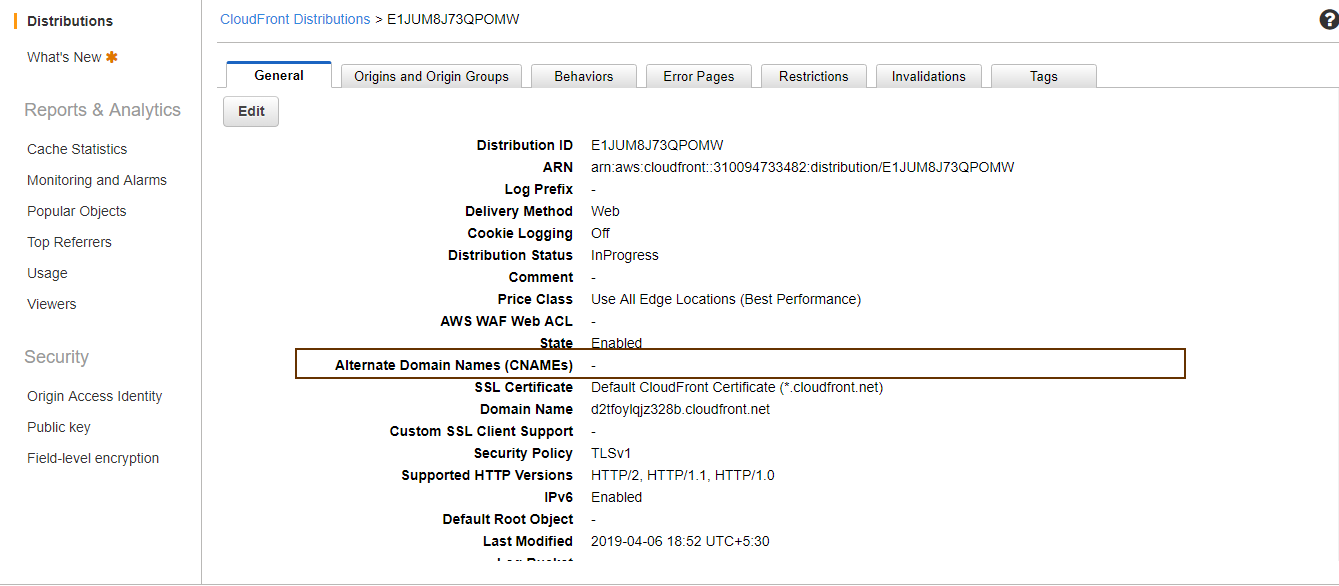 Distributions
What's New
Reports & Analytics
Cache Statistics
Monitoring and Alarms
Popular Objects
Top Referrers
Usage
Viewers
Security
Origin Access Identity
Public key
Field-level encryption
CloudFront Distributions > E1JUM8J73QPOMW
?
General Origins and Origin Groups Behaviors Error Pages Restrictions Invalidations Tags
Edit
Distribution ID E1JUM8J73QPOMW
ARN arn:aws:cloudfront::310094733482:distribution/E1JUM8J73QPOMW
Log Prefix -
Delivery Method Web
Cookie Logging Off
Distribution Status InProgress
Comment -
Price Class Use All Edge Locations (Best Performance)
AWS WAF Web ACL -
State Enabled
Alternate Domain Names (CNAMEs) -
SSL Certificate Default CloudFront Certificate (*.cloudfront.net)
Domain Name d2tfoylqjz328b.cloudfront.net
Custom SSL Client Support -
Security Policy TLSv1
Supported HTTP Versions HTTP/2, HTTP/1.1, HTTP/1.0
IPv6 Enabled
Default Root Object -
Last Modified 2019-04-06 18:52 UTC+5:30